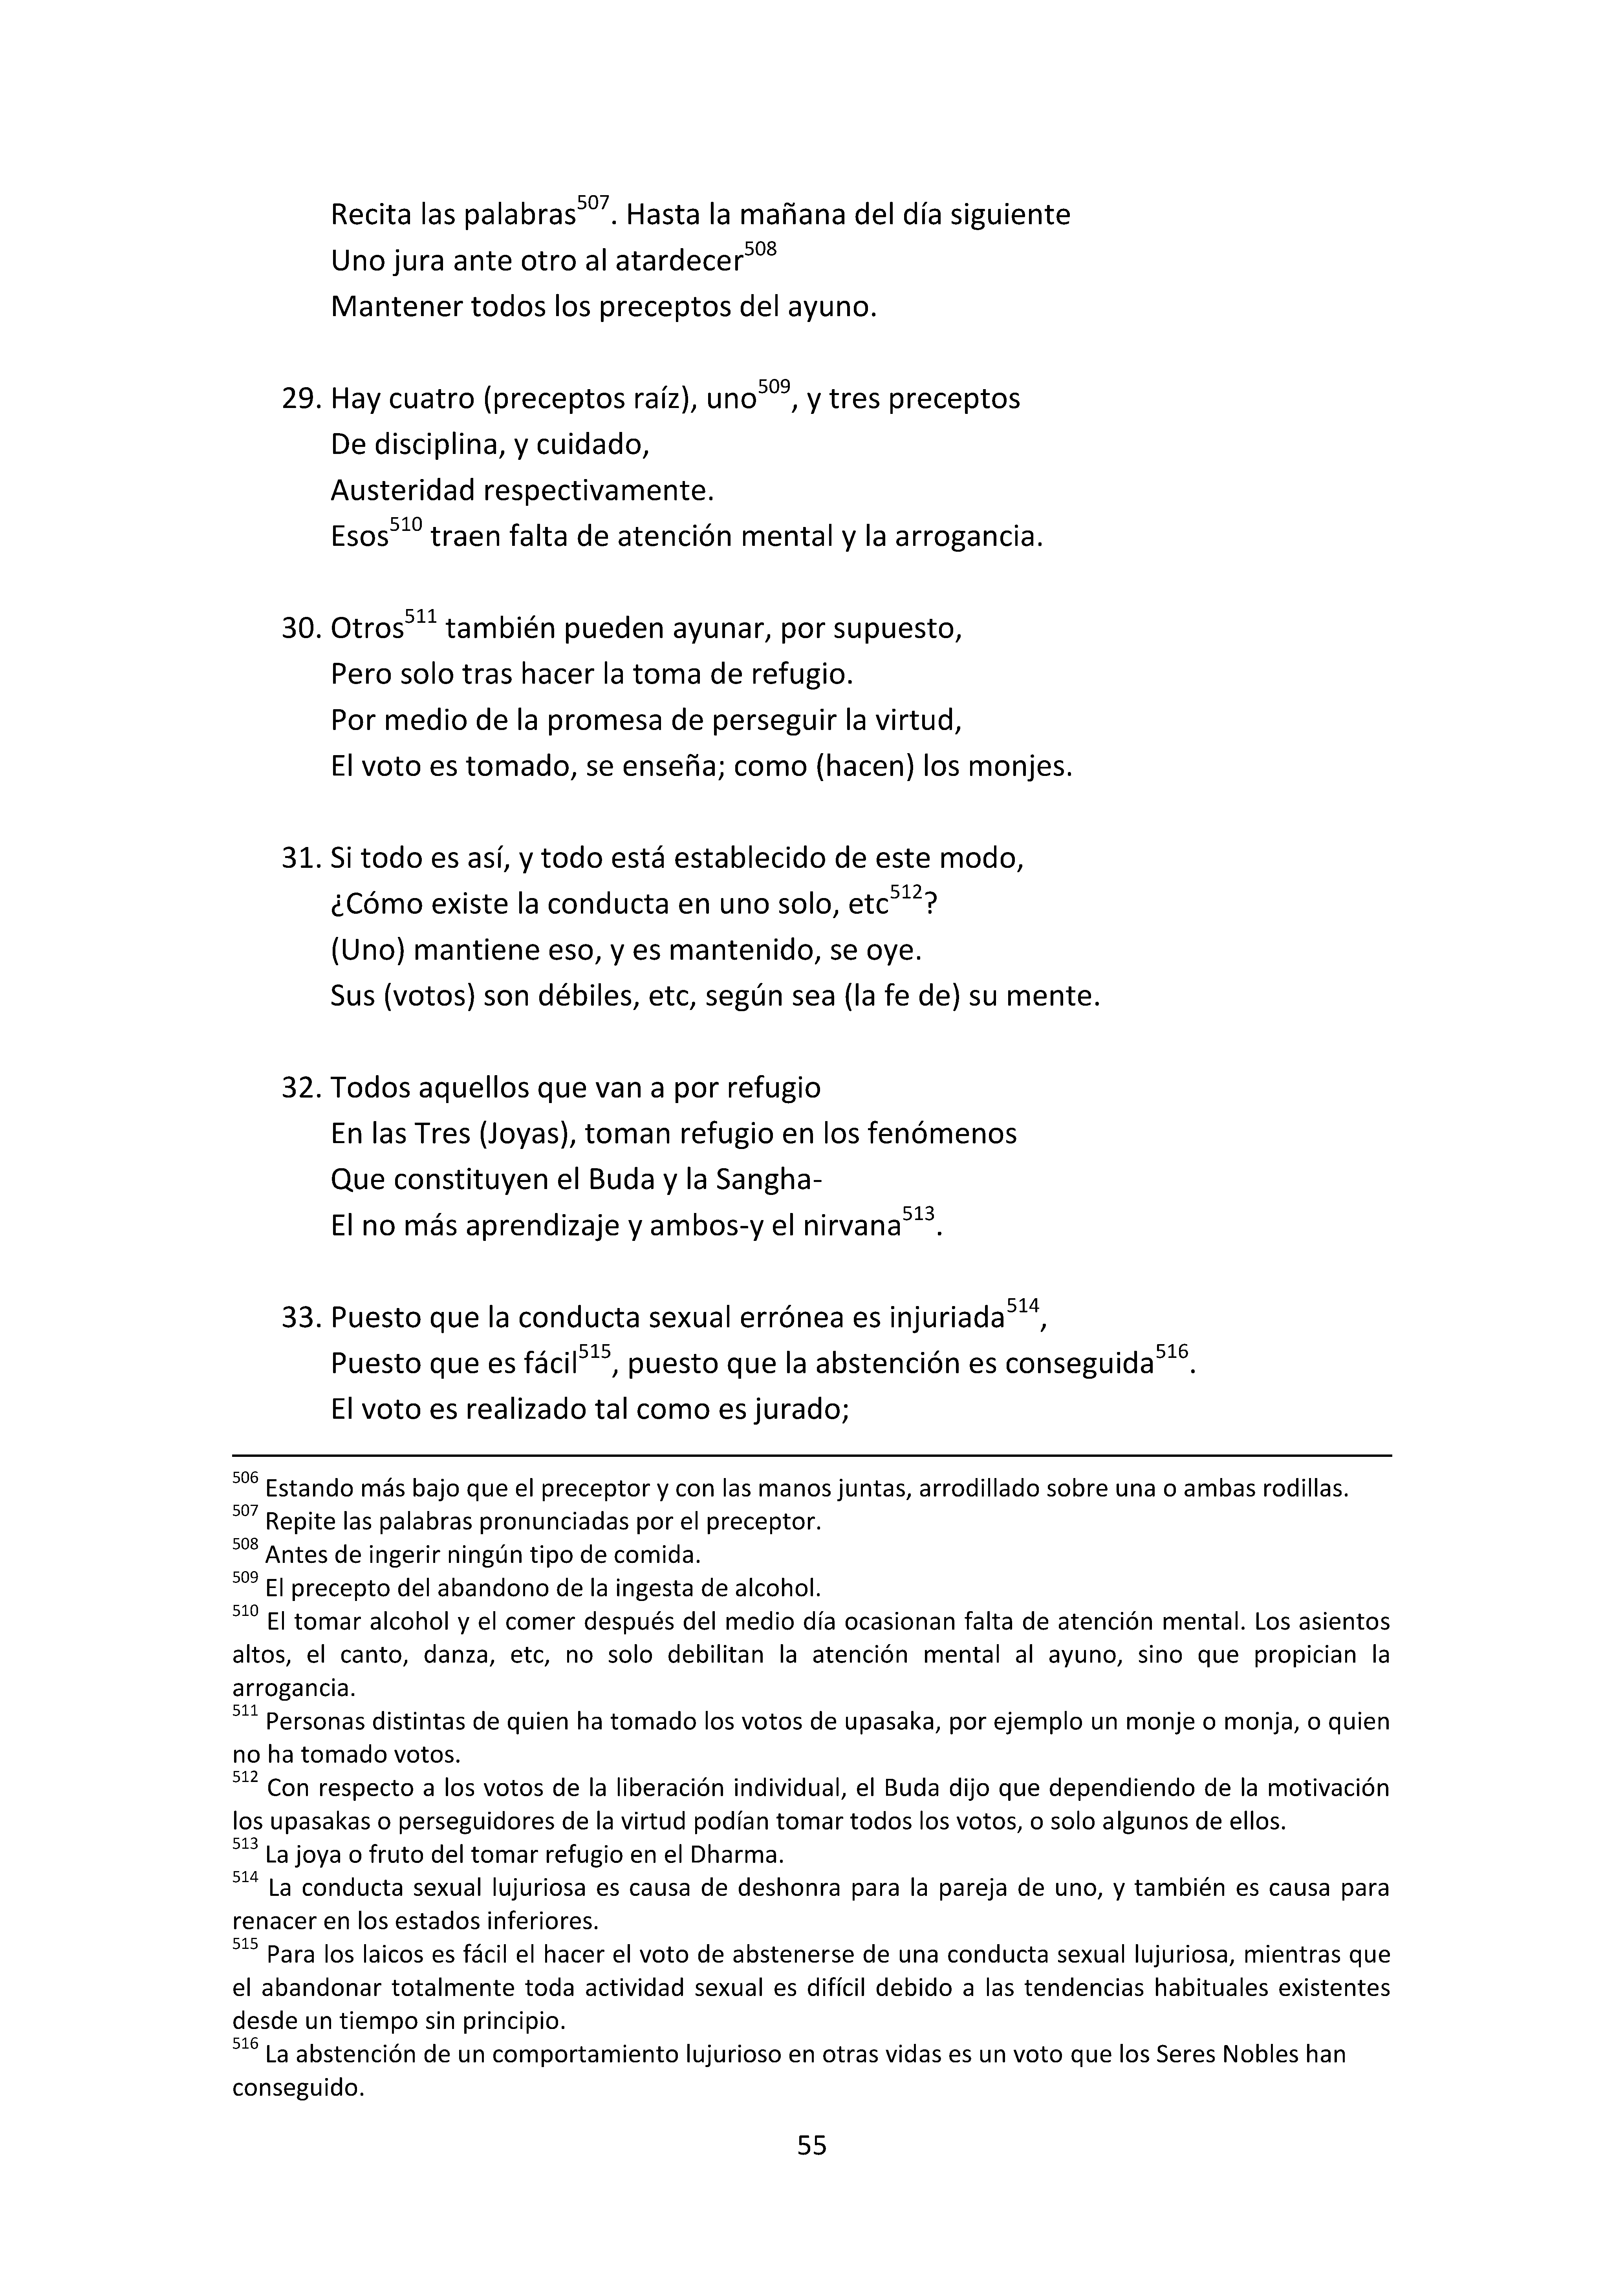 Recita las palabras507. Hasta la mañana del día siguiente
Uno jura ante otro al atardecer508
Mantener todos los preceptos del ayuno.
29. Hay cuatro (preceptos raíz), uno509, y tres preceptos
De disciplina, y cuidado,
Austeridad respectivamente.
Esos510 traen falta de atención mental y la arrogancia.
30. Otros511 también pueden ayunar, por supuesto,
Pero solo tras hacer la toma de refugio.
Por medio de la promesa de perseguir la virtud,
El voto es tomado, se enseña; como (hacen) los monjes.
31. Si todo es así, y todo está establecido de este modo,
¿Cómo existe la conducta en uno solo, etc512?
(Uno) mantiene eso, y es mantenido, se oye.
Sus (votos) son débiles, etc, según sea (la fe de) su mente.
32. Todos aquellos que van a por refugio
En las Tres (Joyas), toman refugio en los fenómenos
Que constituyen el Buda y la Sangha-
El no más aprendizaje y ambos-y el nirvana513.
33. Puesto que la conducta sexual errónea es injuriada514,
Puesto que es fácil515, puesto que la abstención es conseguida516.
El voto es realizado tal como es jurado;
506 Estando más bajo que el preceptor y con las manos juntas, arrodillado sobre una o ambas rodillas.
507 Repite las palabras pronunciadas por el preceptor.
508 Antes de ingerir ningún tipo de comida.
509 El precepto del abandono de la ingesta de alcohol.
510 El tomar alcohol y el comer después del medio día ocasionan falta de atención mental. Los asientos
altos, el canto, danza, etc, no solo debilitan la atención mental al ayuno, sino que propician la
arrogancia.
511 Personas distintas de quien ha tomado los votos de upasaka, por ejemplo un monje o monja, o quien
no ha tomado votos.
512 Con respecto a los votos de la liberación individual, el Buda dijo que dependiendo de la motivación
los upasakas o perseguidores de la virtud podían tomar todos los votos, o solo algunos de ellos.
513 La joya o fruto del tomar refugio en el Dharma.
514 La conducta sexual lujuriosa es causa de deshonra para la pareja de uno, y también es causa para
renacer en los estados inferiores.
515 Para los laicos es fácil el hacer el voto de abstenerse de una conducta sexual lujuriosa, mientras que
el abandonar totalmente toda actividad sexual es difícil debido a las tendencias habituales existentes
desde un tiempo sin principio.
516 La abstención de un comportamiento lujurioso en otras vidas es un voto que los Seres Nobles han
conseguido.
55